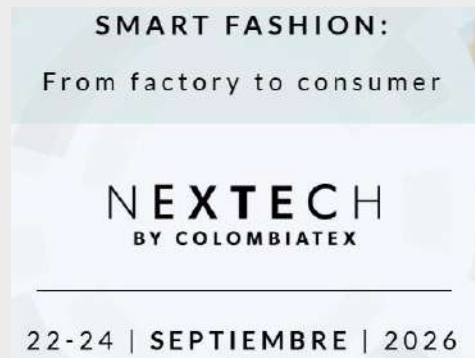 SMART FASHION:
From factory to consumer
NEXTECH
BY COLOMBIATEX
22-24 | SEPTIEMBRE | 2026